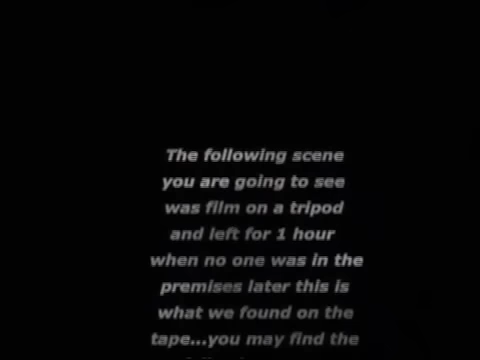 The following scene
you are going to see
was film on a tripod
and left for 1 hour
when no one was in the
premises later this is
what we found on the
tape...you may find the